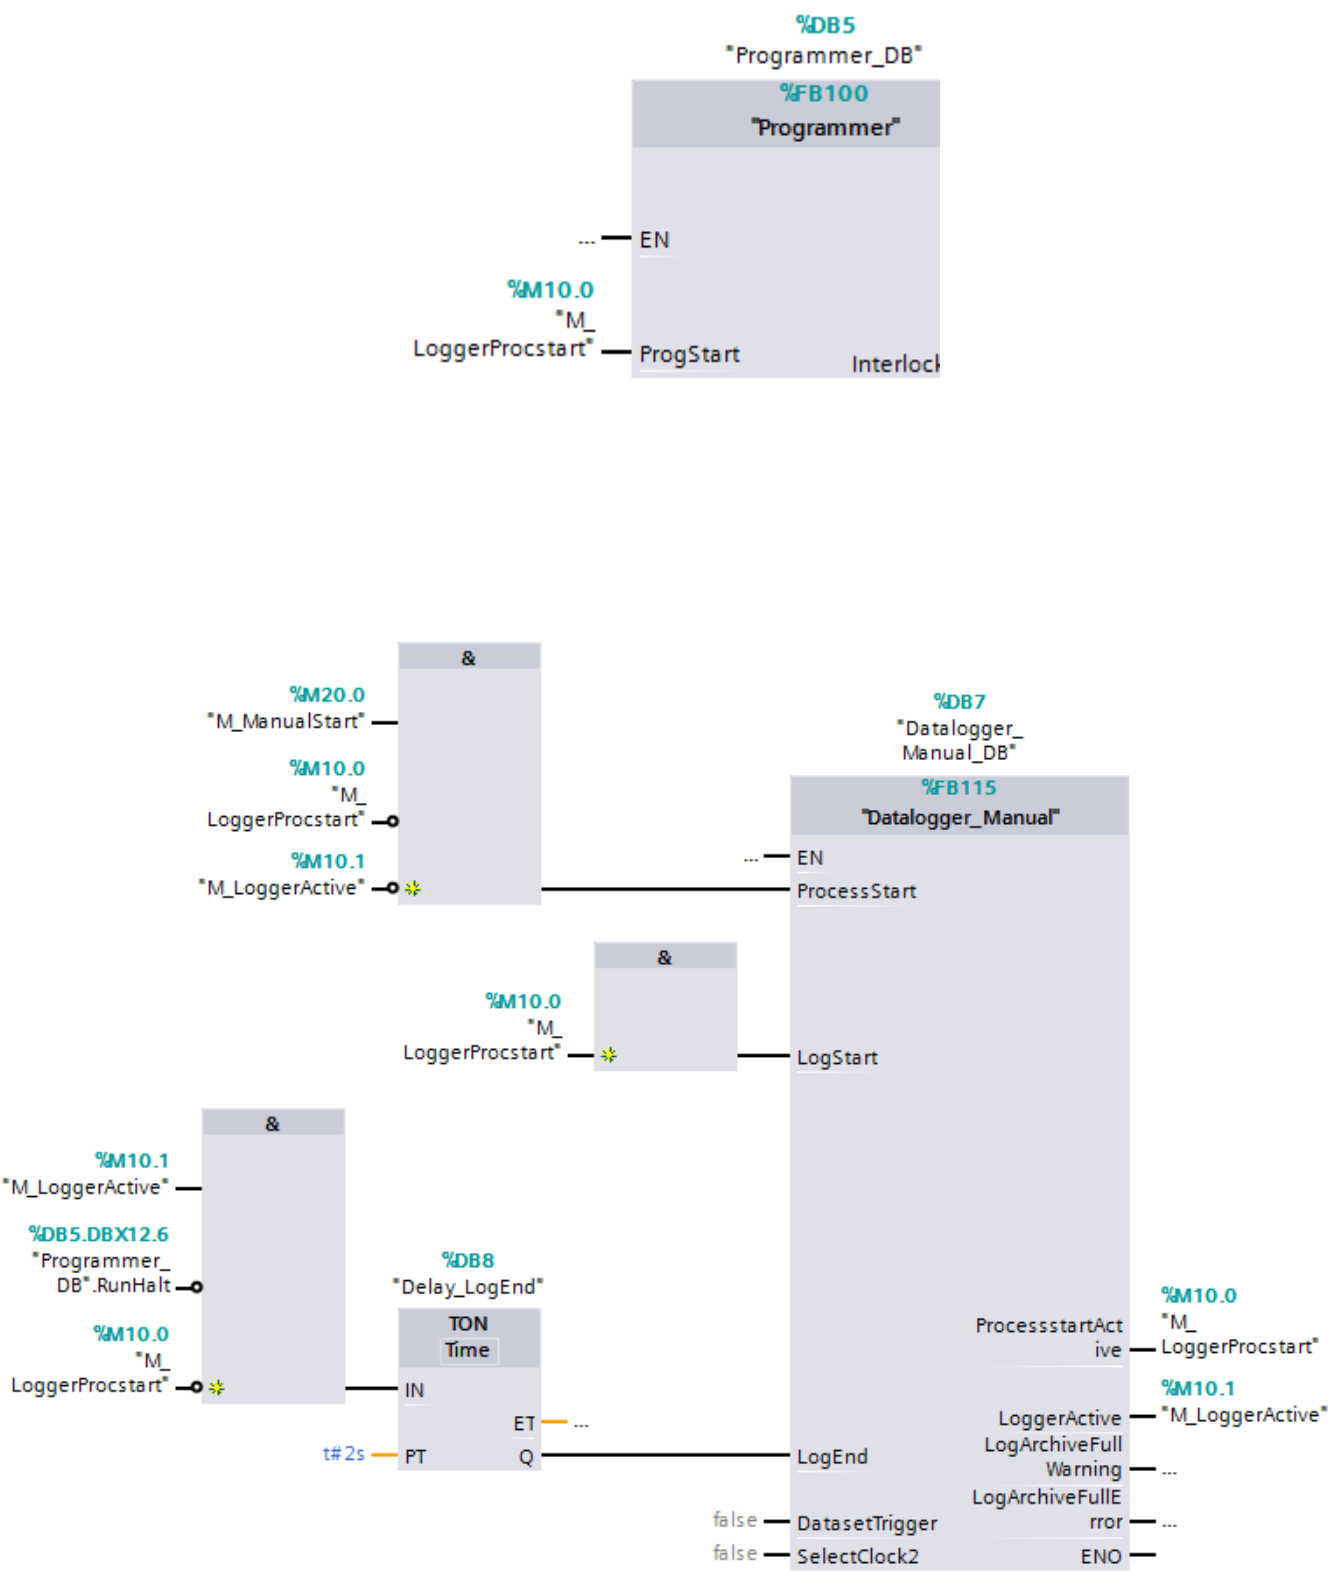 %DB5
"Programmer_DB"
%FB100
"Programmer"
... EN
%M10.0
"M_
LoggerProcstart"
ProgStart
Interlock
&
%M20.0
"M_ManualStart"
%M10.0
"M_
LoggerProcstart"
%M10.1
"M_LoggerActive"
%DB7
"Datalogger_
Manual_DB"
%FB115
"Datalogger_Manual"
... EN
ProcessStart
&
%M10.0
"M_
LoggerProcstart"
LogStart
&
%M10.1
"M_LoggerActive"
%DB5.DBX12.6
"Programmer_
DB".RunHalt
%M10.0
"M_
LoggerProcstart"
%DB8
"Delay_LogEnd"
TON
Time
IN
ET ...
t#2s PT Q
LogEnd
false DatasetTrigger
false SelectClock2
ProcessstartAct
ive
%M10.0
"M_
LoggerProcstart"
LoggerActive
%M10.1
"M_LoggerActive"
LogArchiveFull
Warning ...
LogArchiveFullE
rror ...
ENO